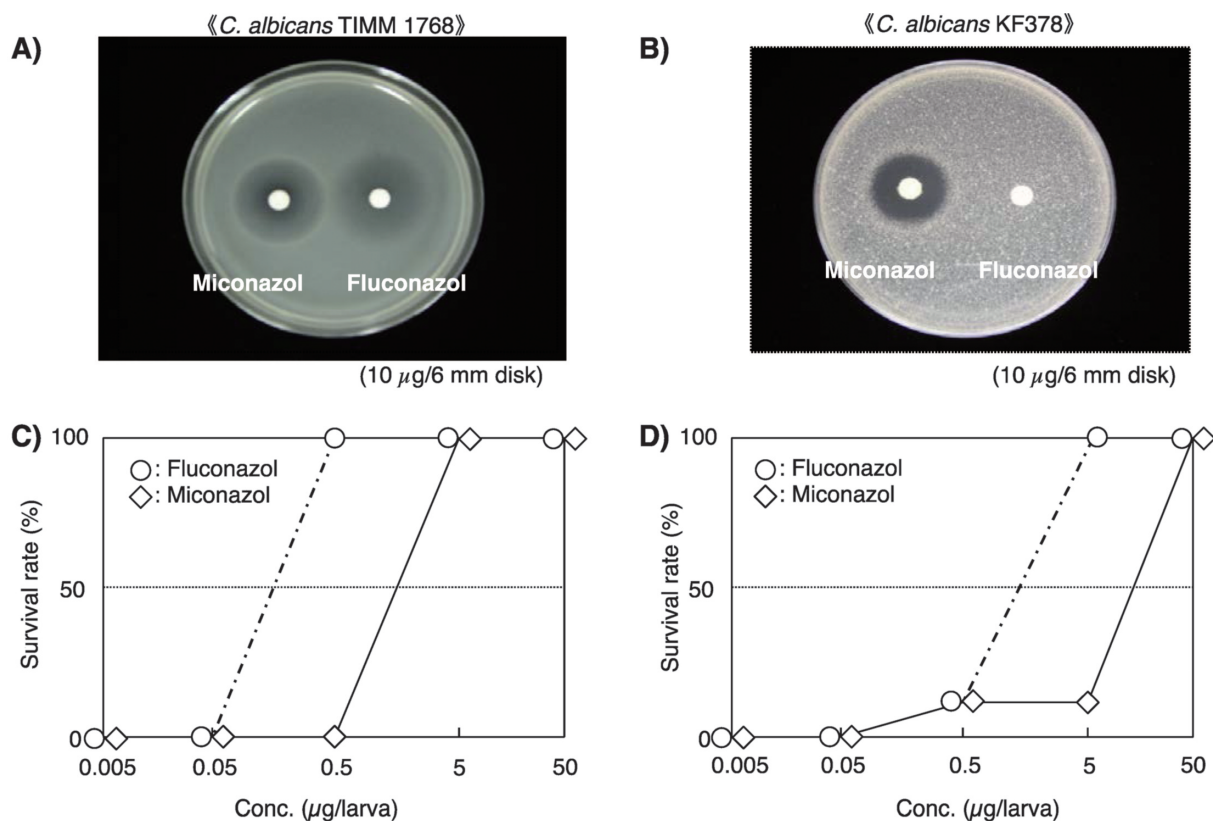 《C. albicans TIMM 1768》
A)
Miconazol Fluconazol
(10 µg/6 mm disk)
《C. albicans KF378》
B)
Miconazol Fluconazol
(10 µg/6 mm disk)
C)
Survival rate (%)
100
50
0
○: Fluconazol
◇: Miconazol
0.005 0.05 0.5 5 50
Conc. (µg/larva)
D)
Survival rate (%)
100
50
0
○: Fluconazol
◇: Miconazol
0.005 0.05 0.5 5 50
Conc. (µg/larva)